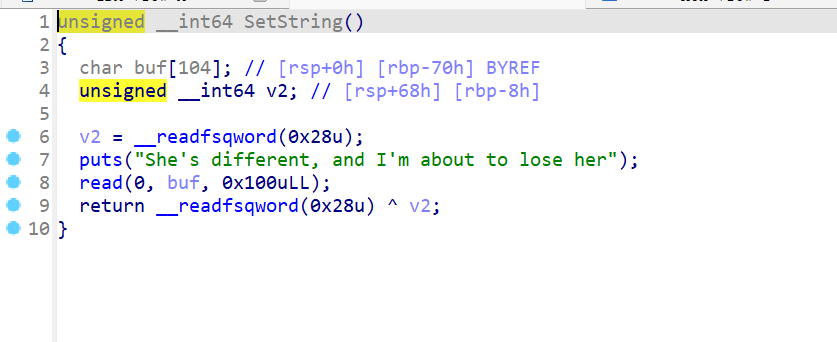 1 unsigned __int64 SetString()
2 {
3 char buf[104]; // [rsp+0h] [rbp-70h] BYREF
4 unsigned __int64 v2; // [rsp+68h] [rbp-8h]
5
6 v2 = __readfsqword(0x28u);
7 puts("She's different, and I'm about to lose her");
8 read(0, buf, 0x100uLL);
9 return __readfsqword(0x28u) ^ v2;
10 }